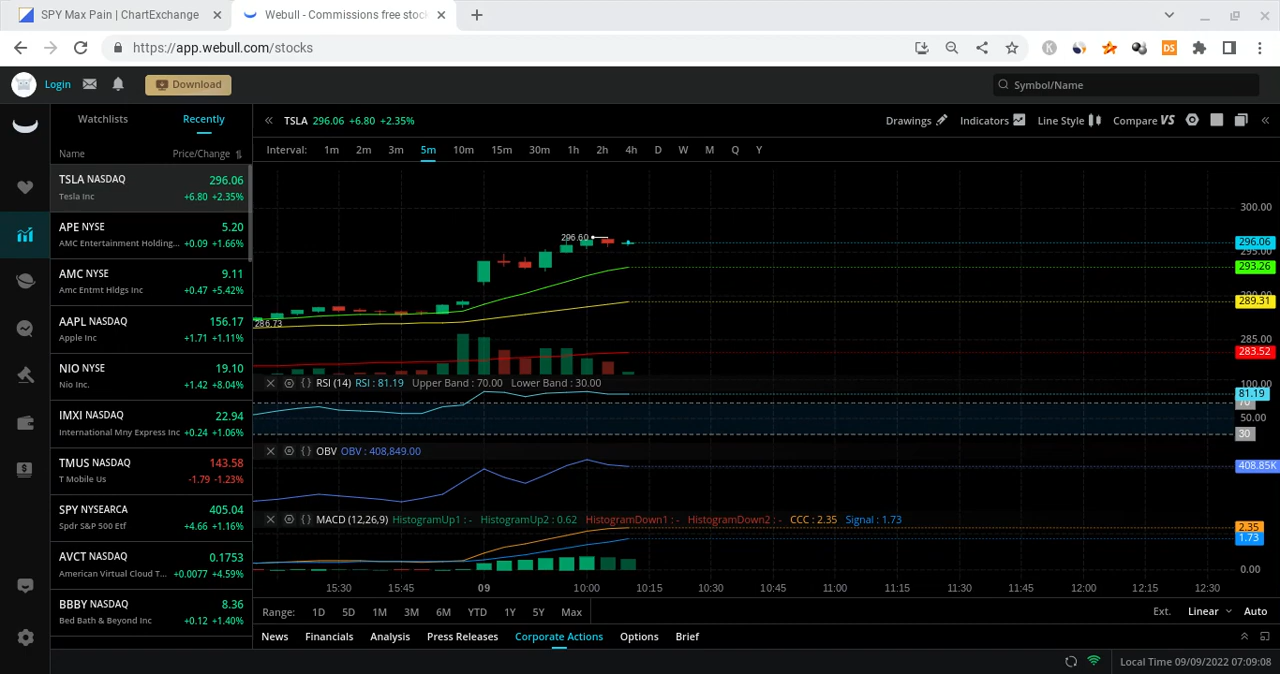 SPY Max Pain | ChartExchange
Webull - Commissions free stoc
https://app.webull.com/stocks
K
DS
Login
Download
Symbol/Name
Watchlists
Recently
Name
Price/Change
TSLA NASDAQ 296.06
Tesla Inc +6.80 +2.35%
APE NYSE 5.20
AMC Entertainment Holding... +0.09 +1.66%
AMC NYSE 9.11
Amc Entmt Hldgs Inc +0.47 +5.42%
AAPL NASDAQ 156.17
Apple Inc +1.71 +1.11%
NIO NYSE 19.10
Nio Inc. +1.42 +8.04%
IMXI NASDAQ 22.94
International Mny Express Inc +0.24 +1.06%
TMUS NASDAQ 143.58
T Mobile Us -1.79 -1.23%
SPY NYSEARCA 405.04
Spdr S&P 500 Etf +4.66 +1.16%
AVCT NASDAQ 0.1753
American Virtual Cloud T... +0.0077 +4.59%
BBBY NASDAQ 8.36
Bed Bath & Beyond Inc +0.12 +1.40%
TSLA 296.06 +6.80 +2.35%
Drawings
Indicators
Line Style
Compare VS
Interval: 1m 2m 3m 5m 10m 15m 30m 1h 2h 4h D W M Q Y
300.00
296.60
296.06
295.00
293.26
290.00
289.31
286.73
285.00
283.52
RSI (14) RSI : 81.19 Upper Band : 70.00 Lower Band : 30.00
100.00
81.19
70
50.00
30
OBV OBV : 408,849.00
408.85K
MACD (12,26,9) HistogramUp1 : - HistogramUp2 : 0.62 HistogramDown1 : - HistogramDown2 : - CCC : 2.35 Signal : 1.73
2.35
1.73
0.00
15:30 15:45 09 10:00 10:15 10:30 10:45 11:00 11:15 11:30 11:45 12:00 12:15 12:30
Range: 1D 5D 1M 3M 6M YTD 1Y 5Y Max
Ext. Linear Auto
News Financials Analysis Press Releases Corporate Actions Options Brief
Local Time 09/09/2022 07:09:08